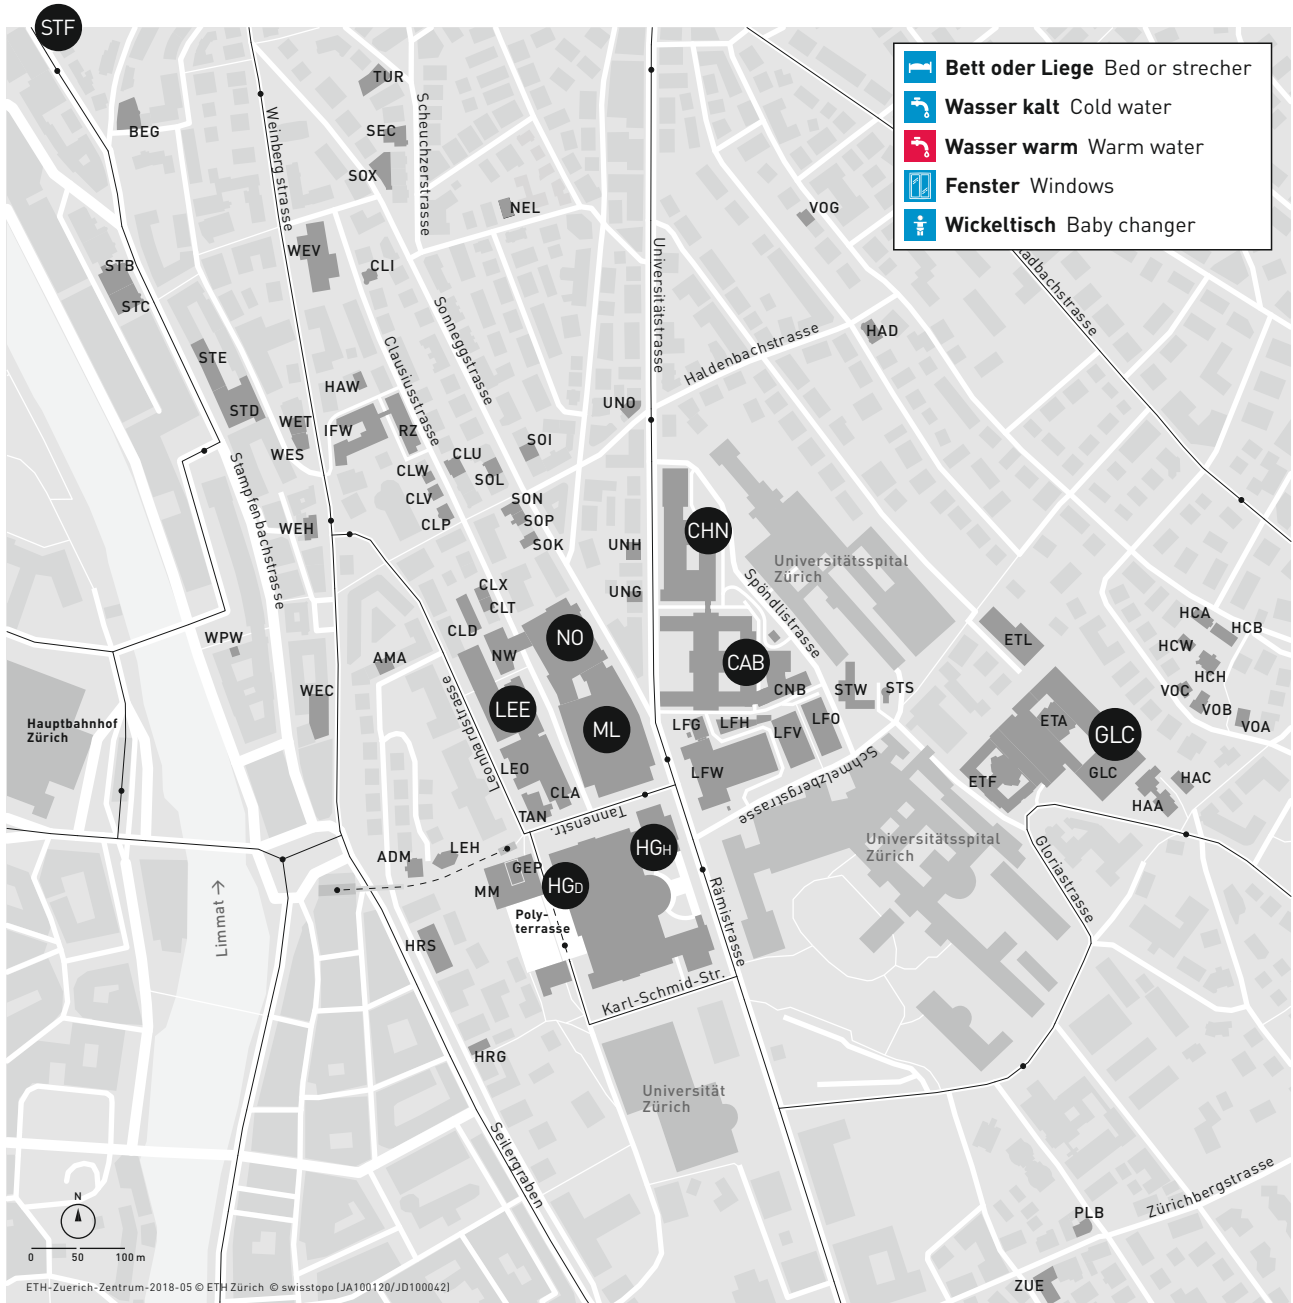 STF
Bett oder Liege Bed or strecher
Wasser kalt Cold water
Wasser warm Warm water
Fenster Windows
Wickeltisch Baby changer
TUR
BEG
SEC
SOX
Scheuchzerstrasse
Weinbergstrasse
NEL
VOG
WEV
CLI
STB
STC
Universitätstrasse
Sonneggstrasse
Haldenbachstrasse
HAD
STE
Clausiusstrasse
HAW
STD
UNO
WET
IFW
RZ
WES
SOI
CLU
CLW
SOL
CLV
SON
CLP
SOP
SOK
Stampfenbachstrasse
WEH
UNH
CHN
Universitätsspital
Zürich
Spöndlistrasse
CLX
UNG
CLT
CLD
NO
HCA
HCB
WPW
ETL
HCW
NW
AMA
CAB
HCH
WEC
CNB
STW
STS
VOC
VOB
VOA
Leonhardstrasse
LEE
Hauptbahnhof
Zürich
ML
LFG
LFH
LFV
LFO
ETA
GLC
LEO
LFW
GLC
CLA
ETF
HAC
HAA
Schmelzbergstrasse
TAN
Tannenstr.
LEH
ADM
HGH
Universitätsspital
Zürich
GEP
MM
HGD
Gloriastrasse
Poly-
terrasse
Rämistrasse
Limmat
HRS
Karl-Schmid-Str.
HRG
Universität
Zürich
Seilergraben
Zürichbergstrasse
PLB
N
0 50 100 m
ZUE
ETH-Zuerich-Zentrum-2018-05 © ETH Zürich © swisstopo (JA100120/JD100042)